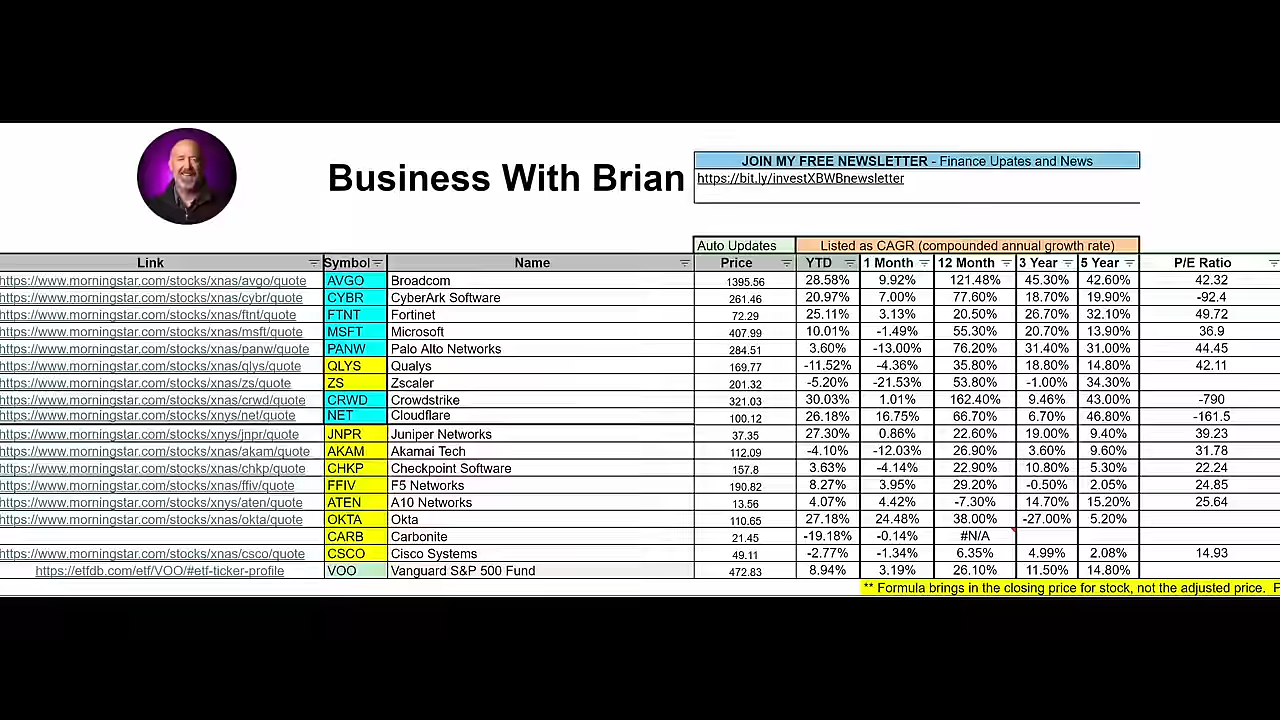 Business With Brian
JOIN MY FREE NEWSLETTER - Finance Upates and News
https://bit.ly/investXBWBnewsletter
Auto Updates Listed as CAGR (compounded annual growth rate)
Link Symbol Name Price YTD 1 Month 12 Month 3 Year 5 Year P/E Ratio
https://www.morningstar.com/stocks/xnas/avgo/quote AVGO Broadcom 1395.56 28.58% 9.92% 121.48% 45.30% 42.60% 42.32
https://www.morningstar.com/stocks/xnas/cybr/quote CYBR CyberArk Software 261.46 20.97% 7.00% 77.60% 18.70% 19.90% -92.4
https://www.morningstar.com/stocks/xnas/ftnt/quote FTNT Fortinet 72.29 25.11% 3.13% 20.50% 26.70% 32.10% 49.72
https://www.morningstar.com/stocks/xnas/msft/quote MSFT Microsoft 407.99 10.01% -1.49% 55.30% 20.70% 13.90% 36.9
https://www.morningstar.com/stocks/xnas/panw/quote PANW Palo Alto Networks 284.51 3.60% -13.00% 76.20% 31.40% 31.00% 44.45
https://www.morningstar.com/stocks/xnas/qlys/quote QLYS Qualys 169.77 -11.52% -4.36% 35.80% 18.80% 14.80% 42.11
https://www.morningstar.com/stocks/xnas/zs/quote ZS Zscaler 201.32 -5.20% -21.53% 53.80% -1.00% 34.30%
https://www.morningstar.com/stocks/xnas/crwd/quote CRWD Crowdstrike 321.03 30.03% 1.01% 162.40% 9.46% 43.00% -790
https://www.morningstar.com/stocks/xnys/net/quote NET Cloudflare 100.12 26.18% 16.75% 66.70% 6.70% 46.80% -161.5
https://www.morningstar.com/stocks/xnys/jnpr/quote JNPR Juniper Networks 37.35 27.30% 0.86% 22.60% 19.00% 9.40% 39.23
https://www.morningstar.com/stocks/xnas/akam/quote AKAM Akamai Tech 112.09 -4.10% -12.03% 26.90% 3.60% 9.60% 31.78
https://www.morningstar.com/stocks/xnas/chkp/quote CHKP Checkpoint Software 157.8 3.63% -4.14% 22.90% 10.80% 5.30% 22.24
https://www.morningstar.com/stocks/xnas/ffiv/quote FFIV F5 Networks 190.82 8.27% 3.95% 29.20% -0.50% 2.05% 24.85
https://www.morningstar.com/stocks/xnys/aten/quote ATEN A10 Networks 13.56 4.07% 4.42% -7.30% 14.70% 15.20% 25.64
https://www.morningstar.com/stocks/xnas/okta/quote OKTA Okta 110.65 27.18% 24.48% 38.00% -27.00% 5.20%
CARB Carbonite 21.45 -19.18% -0.14% #N/A
https://www.morningstar.com/stocks/xnas/csco/quote CSCO Cisco Systems 49.11 -2.77% -1.34% 6.35% 4.99% 2.08% 14.93
https://etfdb.com/etf/VOO/#etf-ticker-profile VOO Vanguard S&P 500 Fund 472.83 8.94% 3.19% 26.10% 11.50% 14.80%
** Formula brings in the closing price for stock, not the adjusted price.